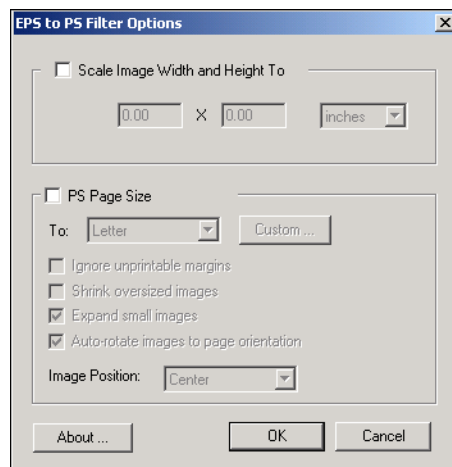 EPS to PS Filter Options
Scale Image Width and Height To
0.00 X 0.00 inches
PS Page Size
To: Letter Custom ...
Ignore unprintable margins
Shrink oversized images
Expand small images
Auto-rotate images to page orientation
Image Position: Center
About ... OK Cancel